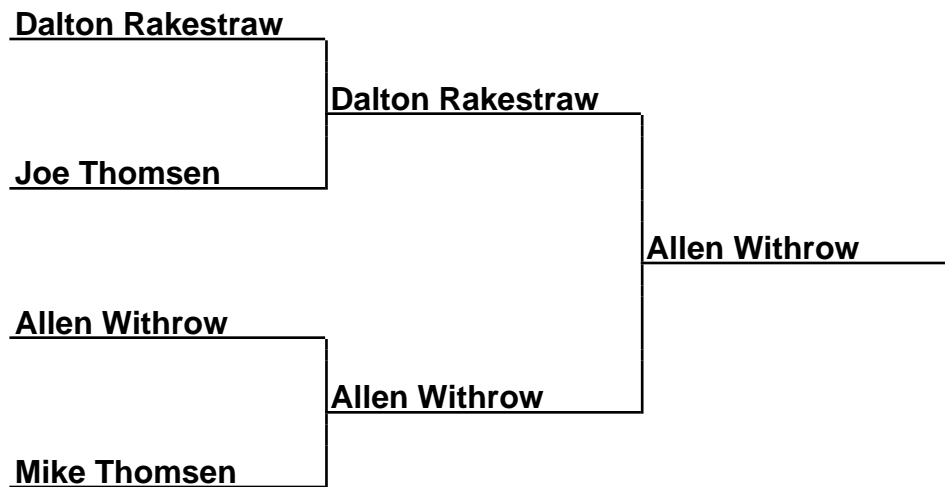 Dalton Rakestraw
Dalton Rakestraw
Joe Thomsen
Allen Withrow
Allen Withrow
Allen Withrow
Mike Thomsen